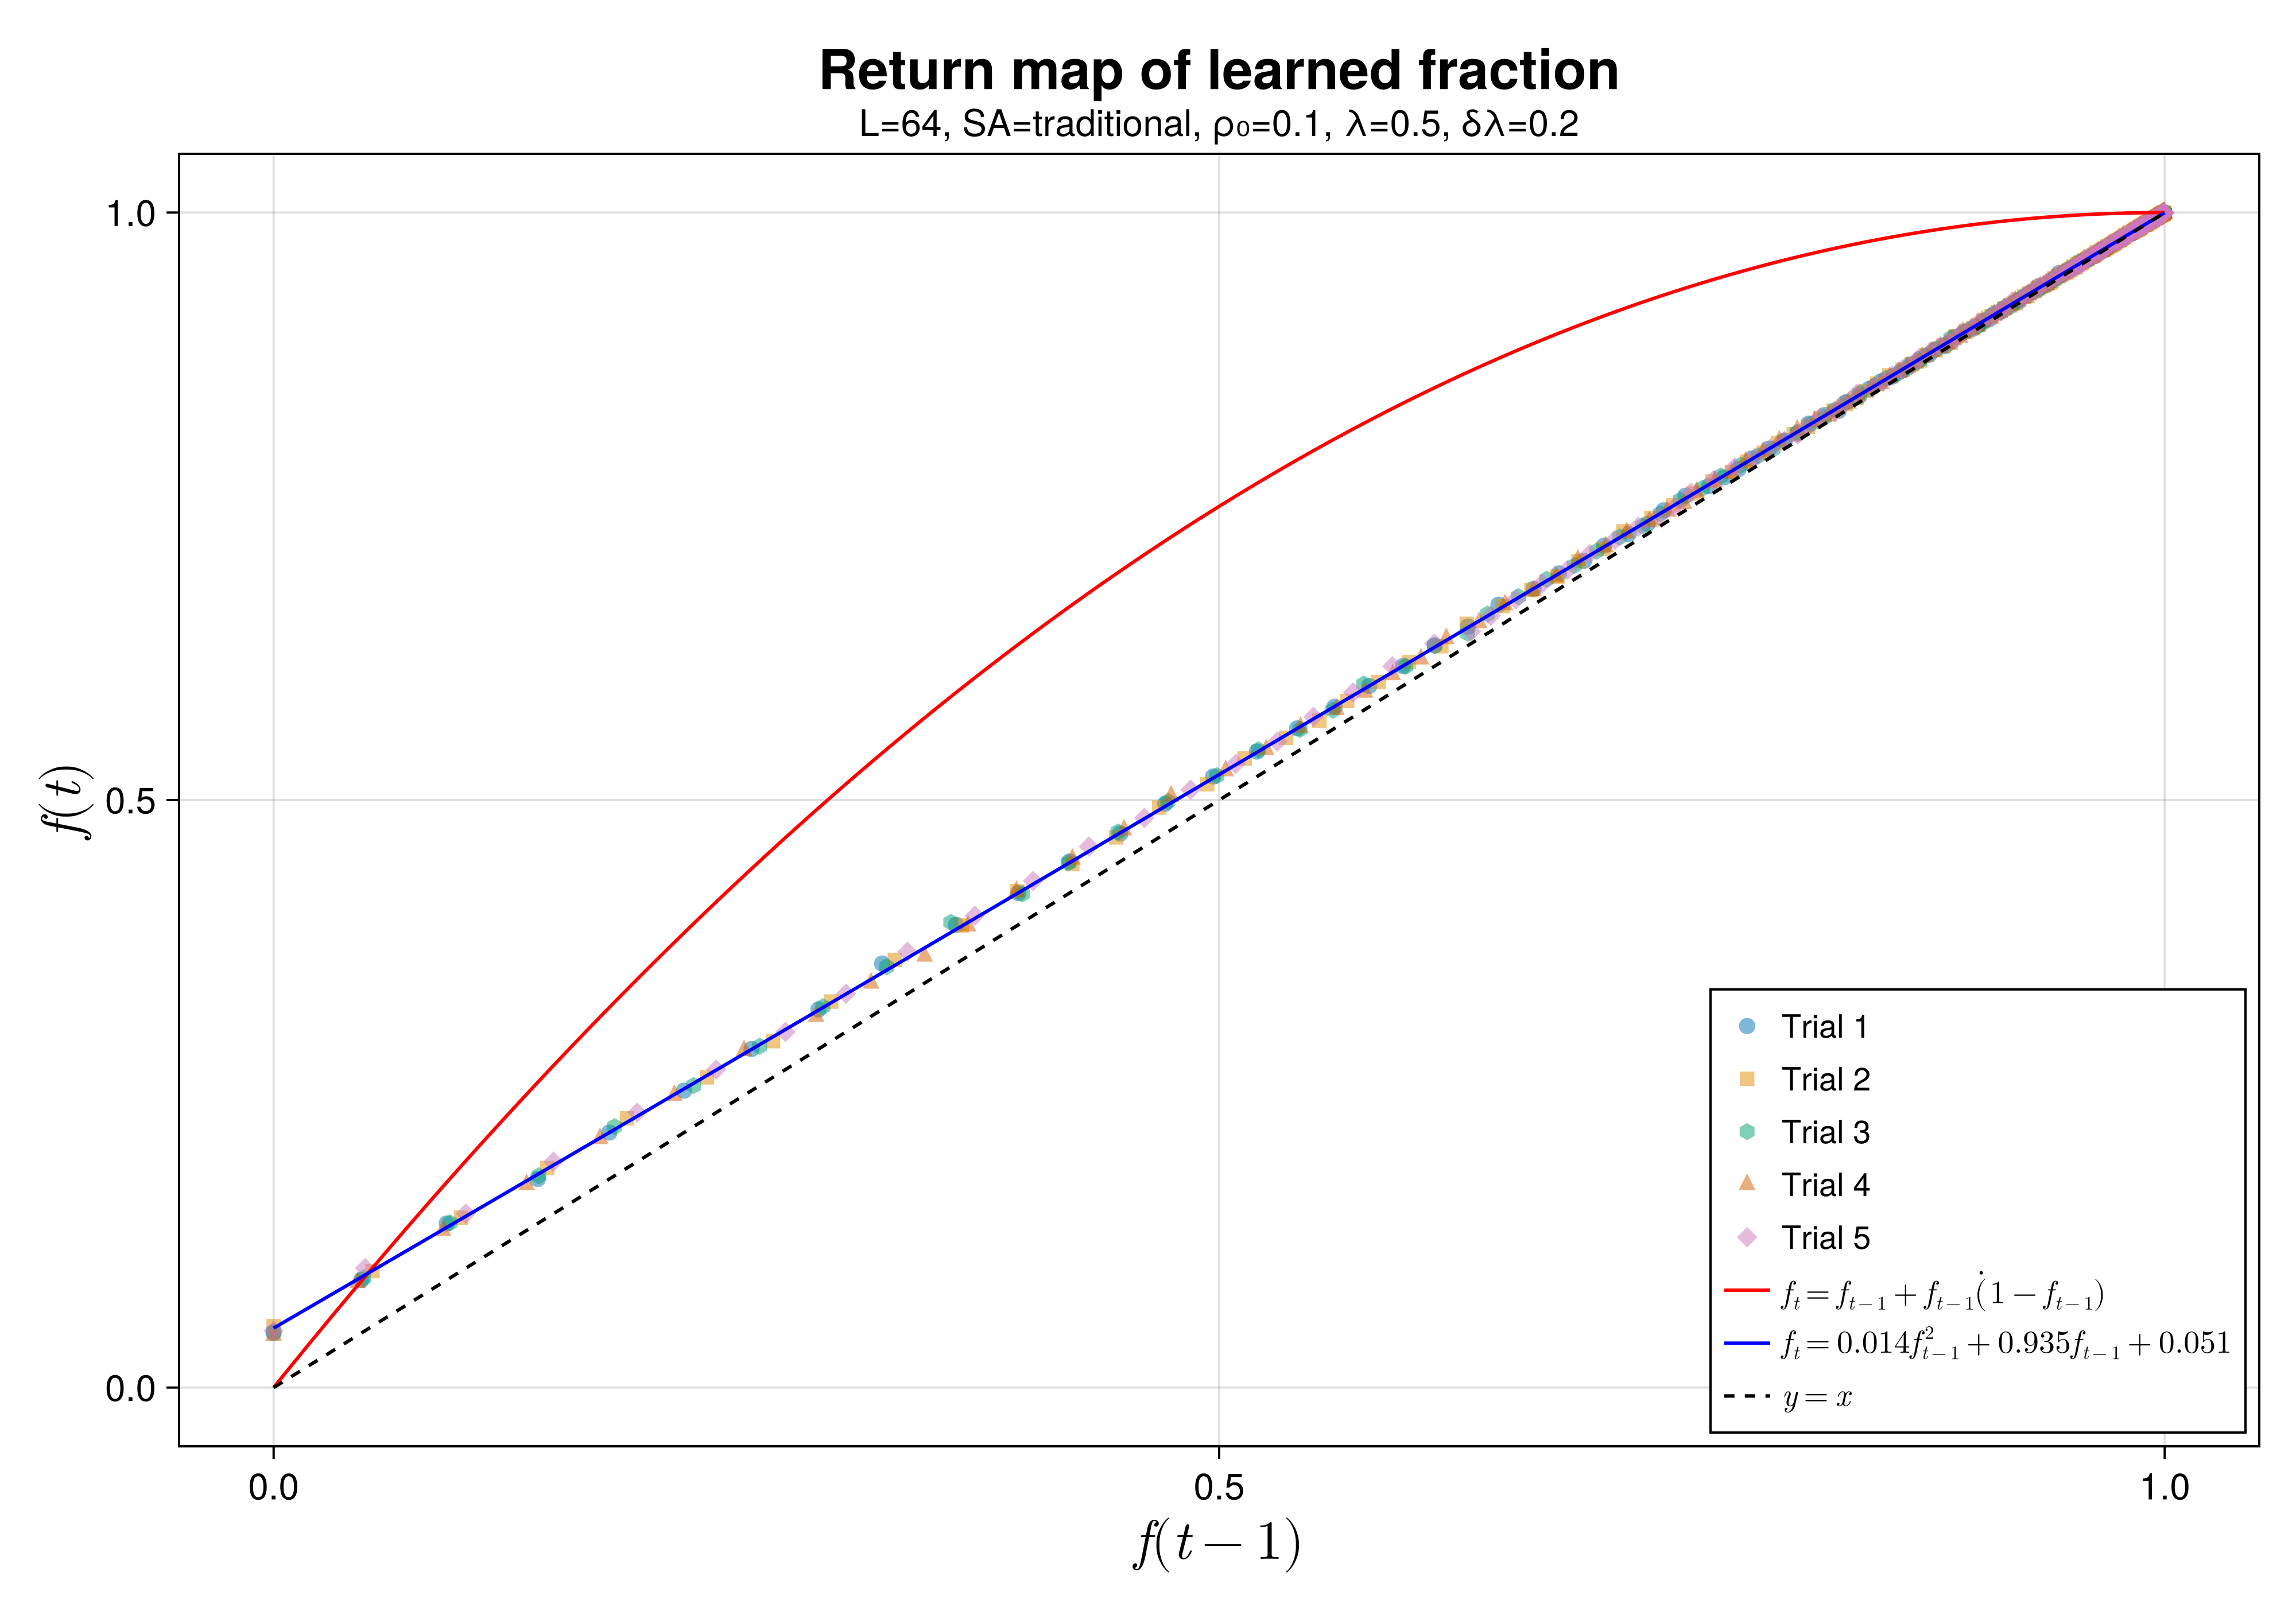 Return map of learned fraction
L=64, SA=traditional, ρ₀=0.1, λ=0.5, δλ=0.2
1.0
0.5
0.0
f(t)
0.0 0.5 1.0
f(t − 1)
Trial 1
Trial 2
Trial 3
Trial 4
Trial 5
f_t = f_{t−1} + f_{t−1}(̇1 − f_{t−1})
f_t = 0.014f²_{t−1} + 0.935f_{t−1} + 0.051
y = x